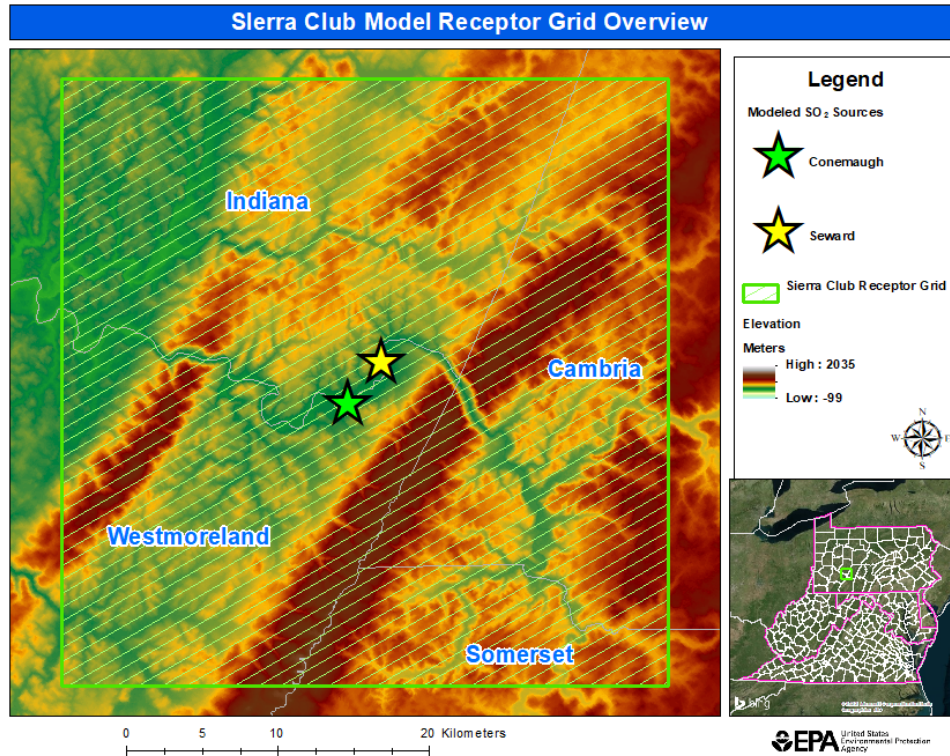 SIerra Club Model Receptor Grid Overview
Indiana
Cambria
Westmoreland
Somerset
0 5 10 20 Kilometers
Legend
Modeled SO₂ Sources
Conemaugh
Seward
Sierra Club Receptor Grid
Elevation
Meters
High : 2035
Low : -99
N
W E
S
bing
EPA United States
Environmental Protection
Agency